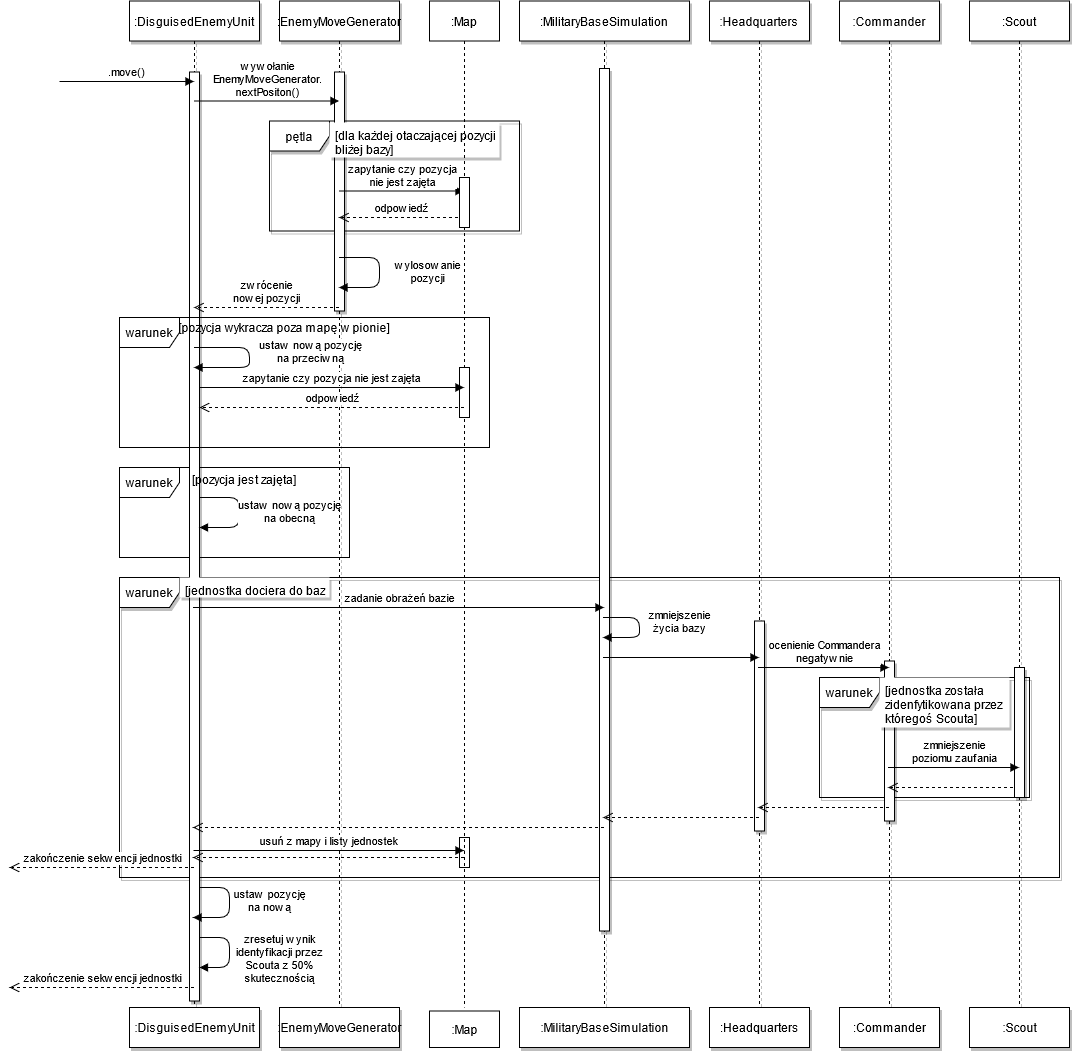 :DisguisedEnemyUnit
:EnemyMoveGenerator
:Map
:MilitaryBaseSimulation
:Headquarters
:Commander
:Scout
.move()
wywołanie
EnemyMoveGenerator.
nextPositon()
pętla
[dla każdej otaczającej pozycji
bliżej bazy]
zapytanie czy pozycja
nie jest zajęta
odpowiedź
wylosowanie
pozycji
zwrócenie
nowej pozycji
warunek
[pozycja wykracza poza mapę w pionie]
ustaw nową pozycję
na przeciwną
zapytanie czy pozycja nie jest zajęta
odpowiedź
warunek
[pozycja jest zajęta]
ustaw nową pozycję
na obecną
warunek
[jednostka dociera do baz
zadanie obrażeń bazie
zmniejszenie
życia bazy
ocenienie Commandera
negatywnie
warunek
[jednostka została
zidenfytikowana przez
któregoś Scouta]
zmniejszenie
poziomu zaufania
usuń z mapy i listy jednostek
zakończenie sekwencji jednostki
ustaw pozycję
na nową
zresetuj wynik
identyfikacji przez
Scouta z 50%
skutecznością
zakończenie sekwencji jednostki
:DisguisedEnemyUnit
:EnemyMoveGenerator
:Map
:MilitaryBaseSimulation
:Headquarters
:Commander
:Scout